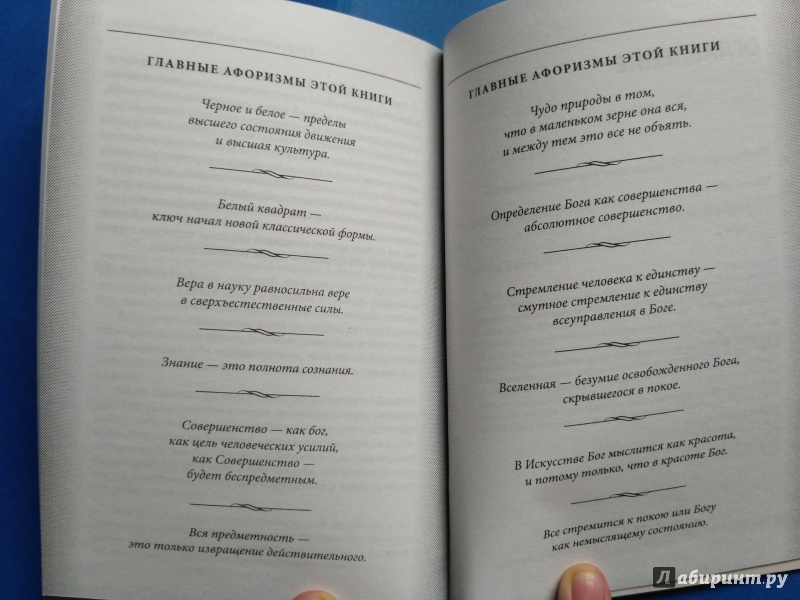 ГЛАВНЫЕ АФОРИЗМЫ ЭТОЙ КНИГИ
Черное и белое — пределы
высшего состояния движения
и высшая культура.
Белый квадрат —
ключ начал новой классической формы.
Вера в науку равносильна вере
в сверхъестественные силы.
Знание — это полнота сознания.
Совершенство — как бог,
как цель человеческих усилий,
как Совершенство —
будет беспредметным.
Вся предметность —
это только извращение действительного.
ГЛАВНЫЕ АФОРИЗМЫ ЭТОЙ КНИГИ
Чудо природы в том,
что в маленьком зерне она вся,
и между тем это все не объять.
Определение Бога как совершенства —
абсолютное совершенство.
Стремление человека к единству —
смутное стремление к единству
всеуправления в Боге.
Вселенная — безумие освобожденного Бога,
скрывшегося в покое.
В Искусстве Бог мыслится как красота,
и потому только, что в красоте Бог.
Все стремится к покою или Богу
как немыслящему состоянию.
Лабиринт.ру